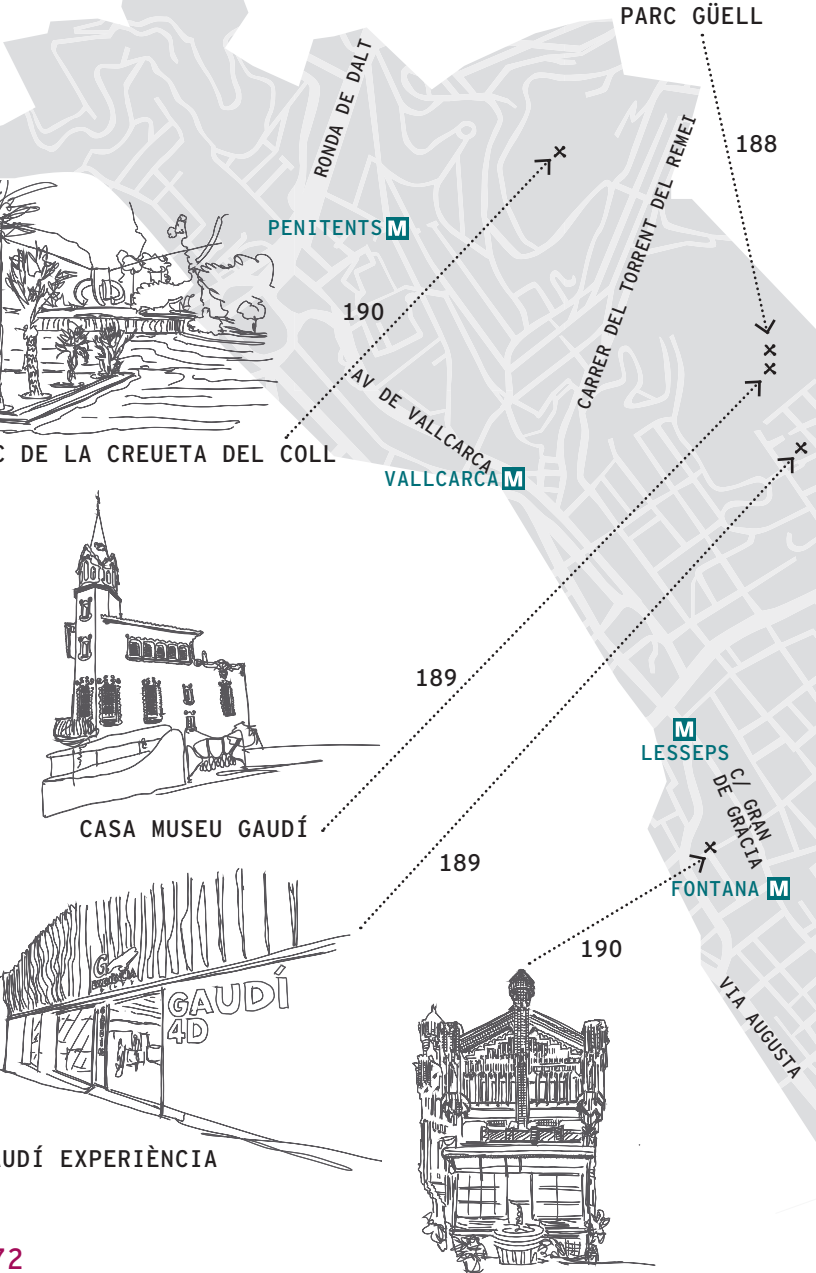 PARC GÜELL
RONDA DE DALT
188
CARRER DEL TORRENT DEL REMEI
PENITENTS M
190
AV DE VALLCARCA
C DE LA CREUETA DEL COLL
VALLCARCA M
189
M
LESSEPS
C/ GRAN
DE GRÀCIA
CASA MUSEU GAUDÍ
189
FONTANA M
190
G
GAUDÍ
4D
VIA AUGUSTA
UDÍ EXPERIÈNCIA
72